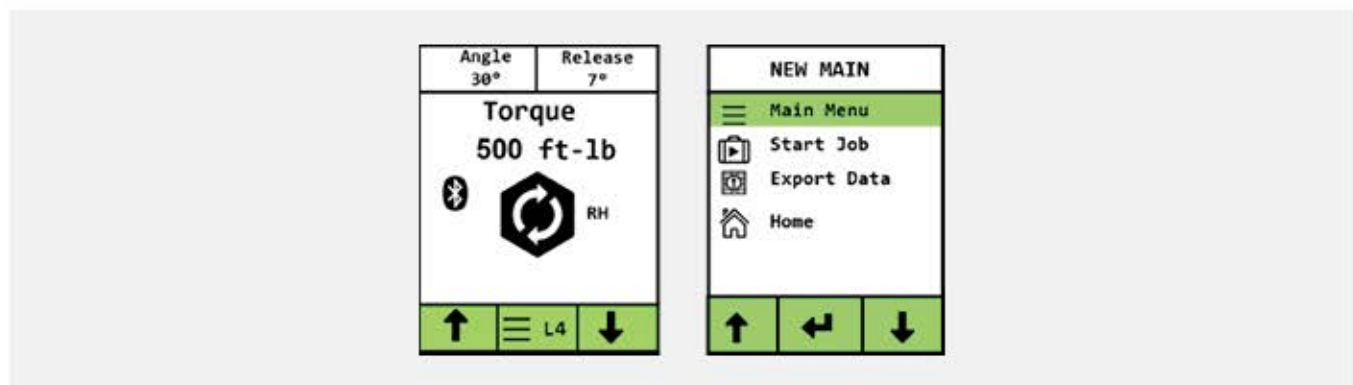 Angle
30°
Release
7°
Torque
500 ft-lb
RH
L4
NEW MAIN
Main Menu
Start Job
Export Data
Home